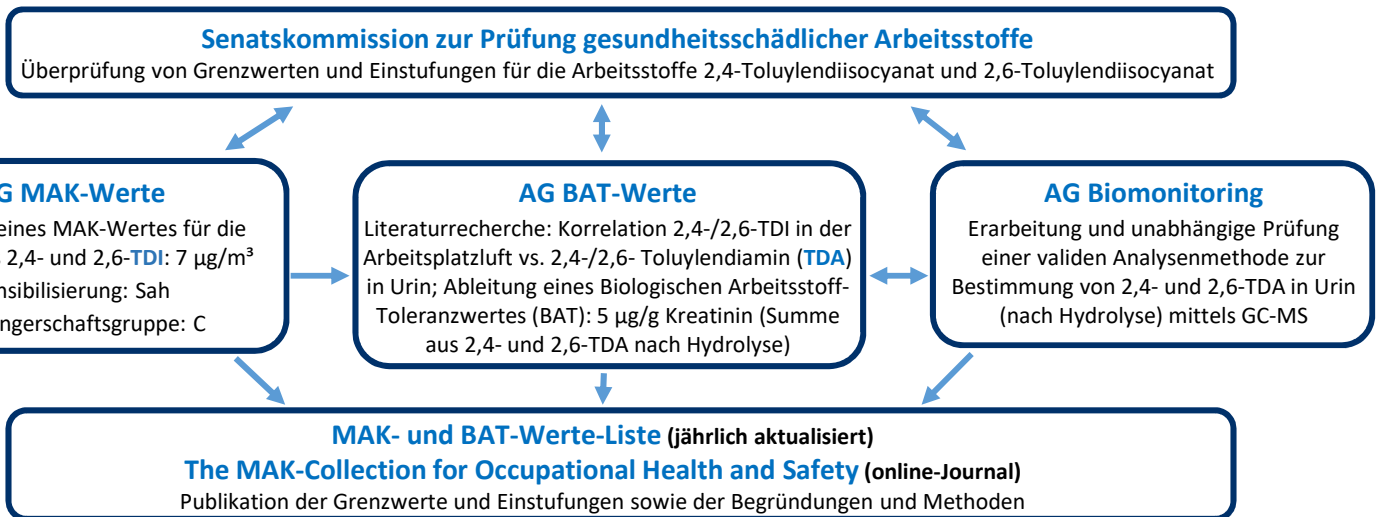 Senatskommission zur Prüfung gesundheitsschädlicher Arbeitsstoffe
Überprüfung von Grenzwerten und Einstufungen für die Arbeitsstoffe 2,4-Toluylendiisocyanat und 2,6-Toluylendiisocyanat
G MAK-Werte
eines MAK-Wertes für die
2,4- und 2,6-TDI: 7 µg/m³
nsibilisierung: Sah
ngerschaftsgruppe: C
AG BAT-Werte
Literaturrecherche: Korrelation 2,4-/2,6-TDI in der
Arbeitsplatzluft vs. 2,4-/2,6- Toluylendiamin (TDA)
in Urin; Ableitung eines Biologischen Arbeitsstoff-
Toleranzwertes (BAT): 5 µg/g Kreatinin (Summe
aus 2,4- und 2,6-TDA nach Hydrolyse)
AG Biomonitoring
Erarbeitung und unabhängige Prüfung
einer validen Analysenmethode zur
Bestimmung von 2,4- und 2,6-TDA in Urin
(nach Hydrolyse) mittels GC-MS
MAK- und BAT-Werte-Liste (jährlich aktualisiert)
The MAK-Collection for Occupational Health and Safety (online-Journal)
Publikation der Grenzwerte und Einstufungen sowie der Begründungen und Methoden